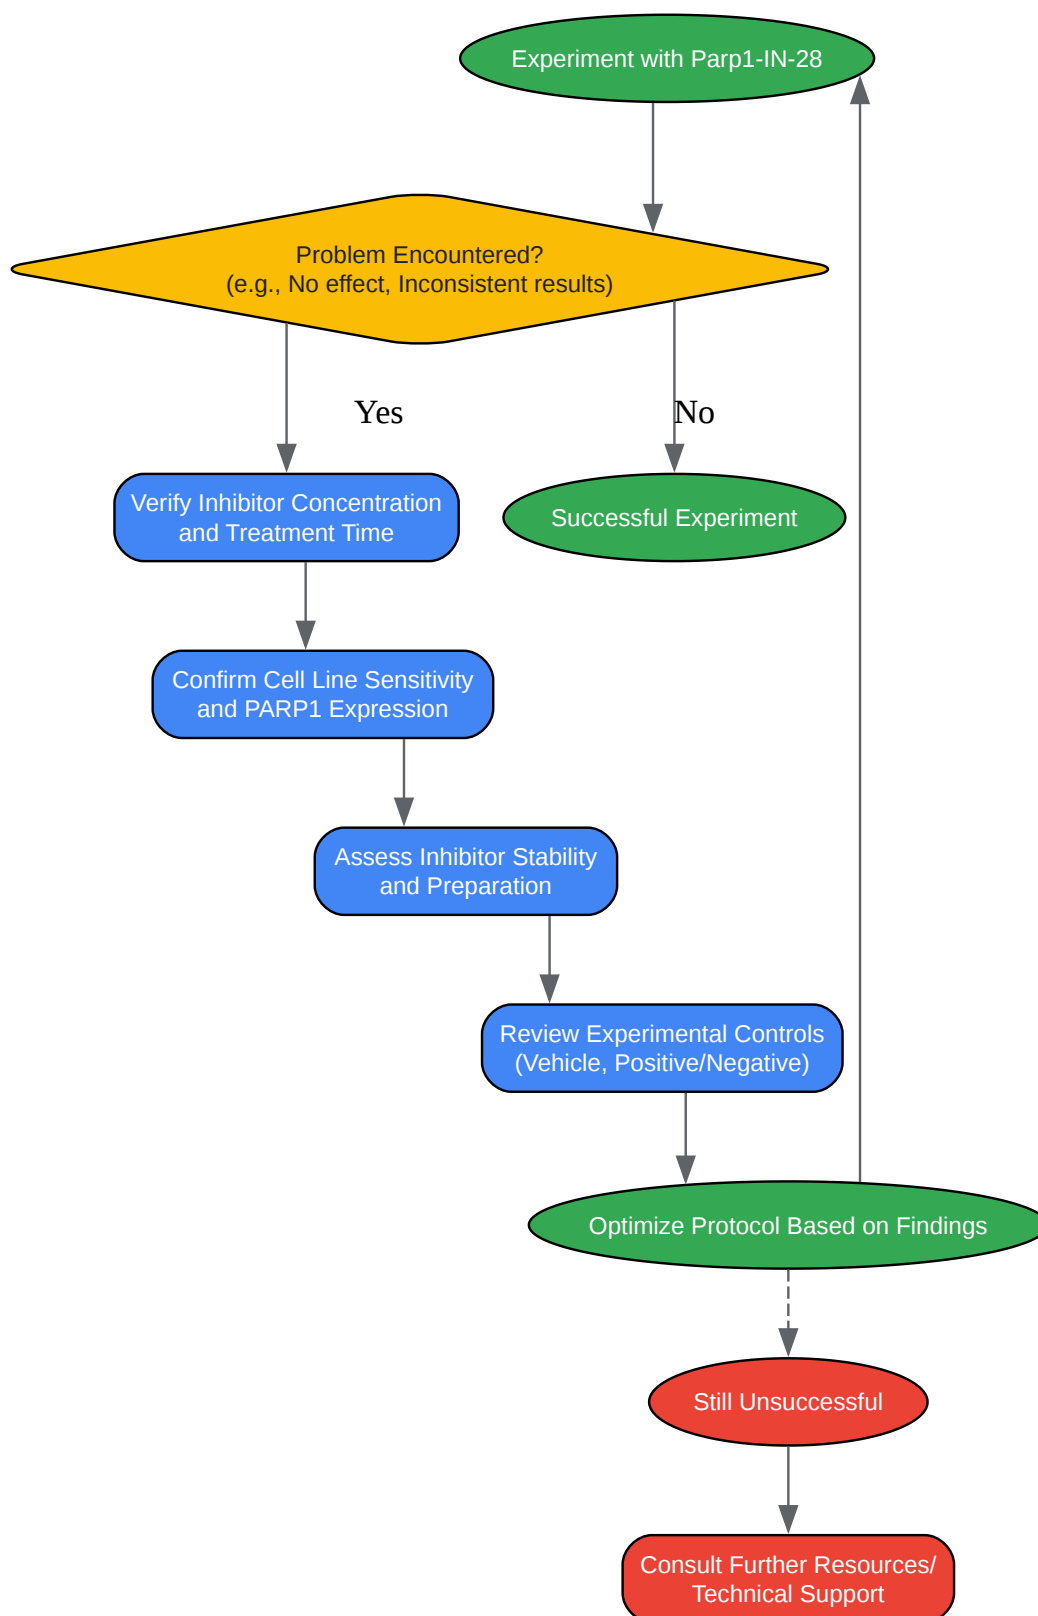 Experiment with Parp1-IN-28
Problem Encountered?
(e.g., No effect, Inconsistent results)
Yes
No
Verify Inhibitor Concentration
and Treatment Time
Successful Experiment
Confirm Cell Line Sensitivity
and PARP1 Expression
Assess Inhibitor Stability
and Preparation
Review Experimental Controls
(Vehicle, Positive/Negative)
Optimize Protocol Based on Findings
Still Unsuccessful
Consult Further Resources/
Technical Support